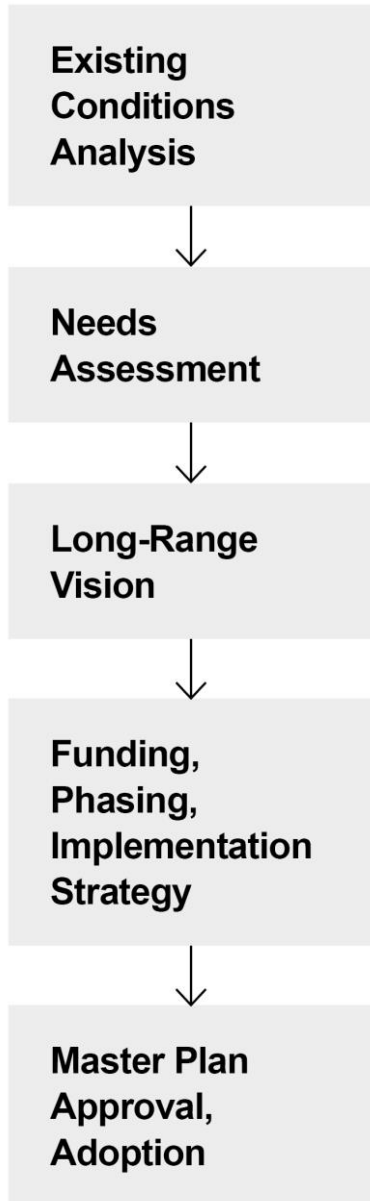 Existing
Conditions
Analysis
Needs
Assessment
Long-Range
Vision
Funding,
Phasing,
Implementation
Strategy
Master Plan
Approval,
Adoption